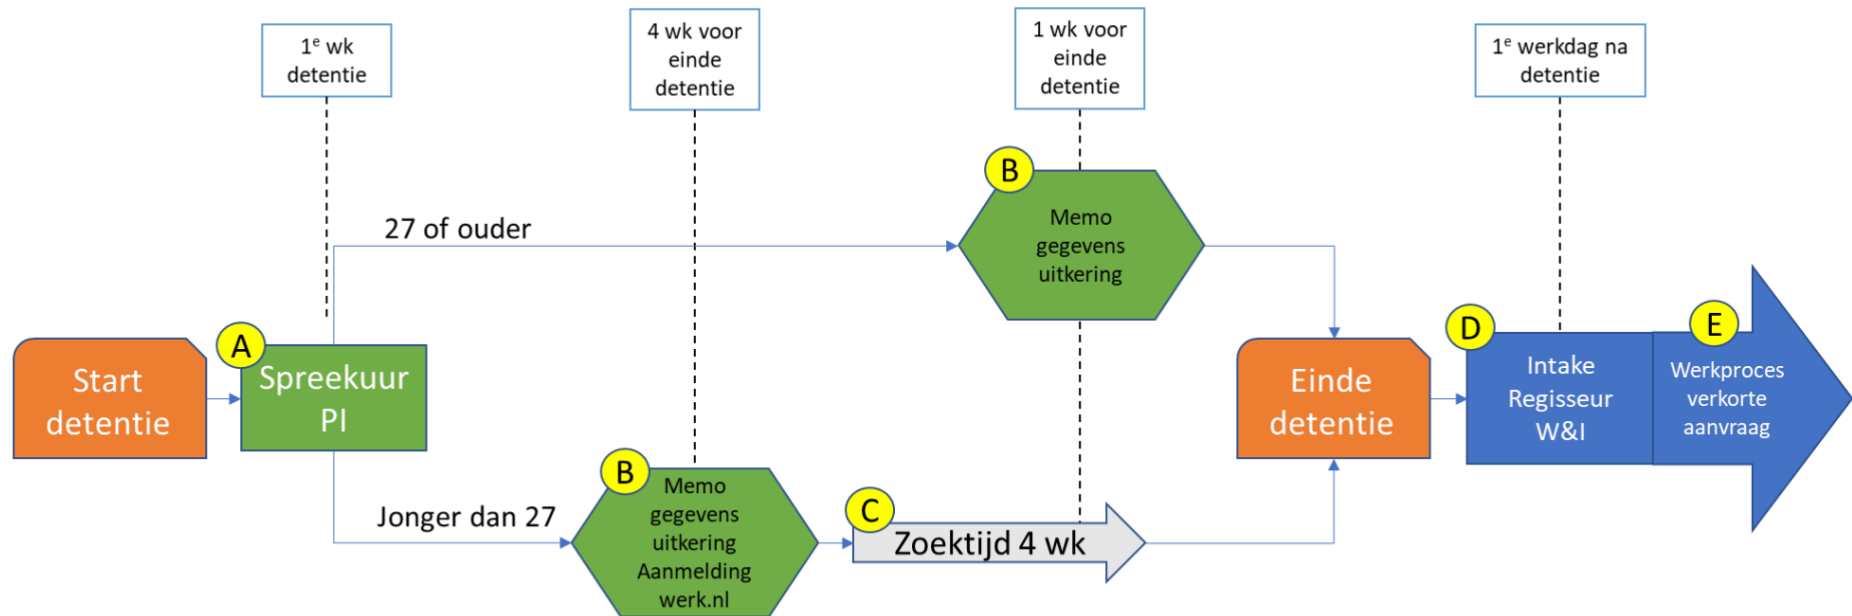 1e wk
detentie
4 wk voor
einde
detentie
1 wk voor
einde
detentie
1e werkdag na
detentie
27 of ouder
B
Memo
gegevens
uitkering
Start
detentie
A
Spreekuur
PI
Jonger dan 27
B
Memo
gegevens
uitkering
Aanmelding
werk.nl
C
Zoektijd 4 wk
Einde
detentie
D
Intake
Regisseur
W&I
E
Werkproces
verkorte
aanvraag